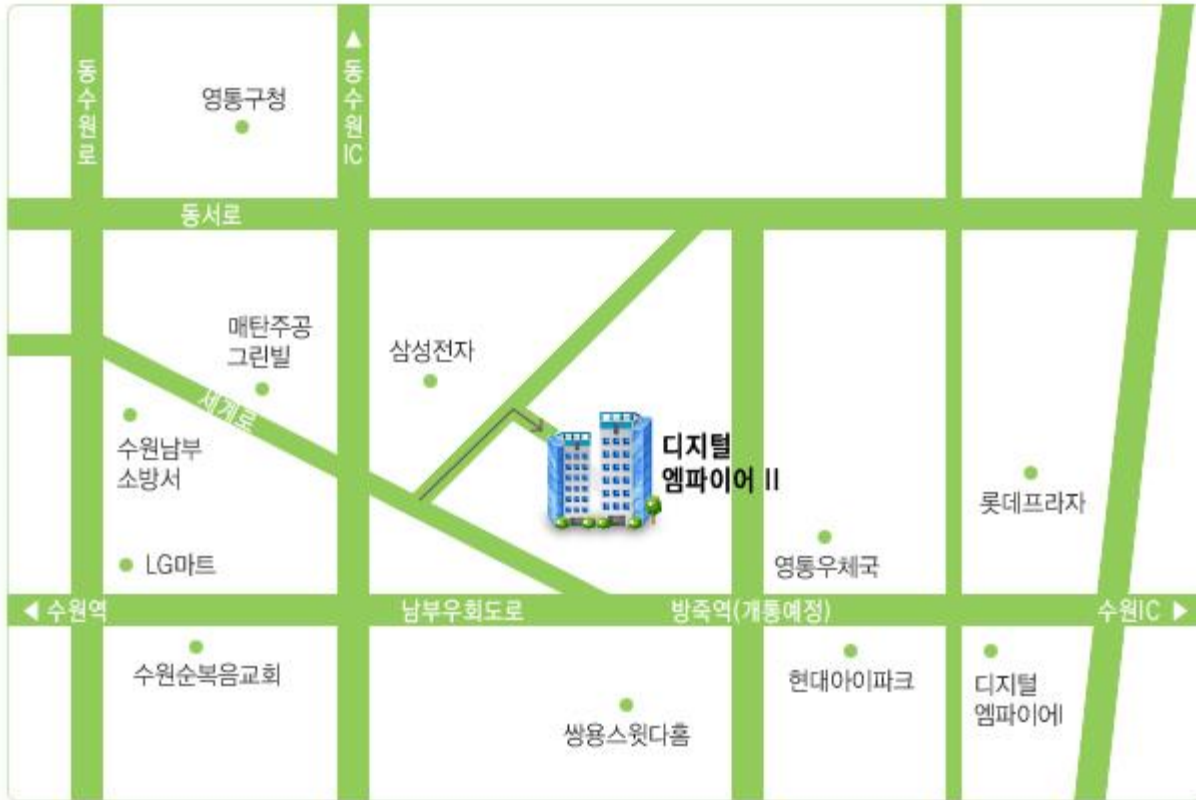 동수원로
▲ 동수원IC
영통구청
동서로
매탄주공
그린빌
삼성전자
세계로
수원남부
소방서
디지털
엠파이어 II
롯데프라자
LG마트
영통우체국
◀ 수원역
남부우회도로
방죽역(개통예정)
수원IC ▶
수원순복음교회
현대아이파크
디지털
엠파이어I
쌍용스윗다홈